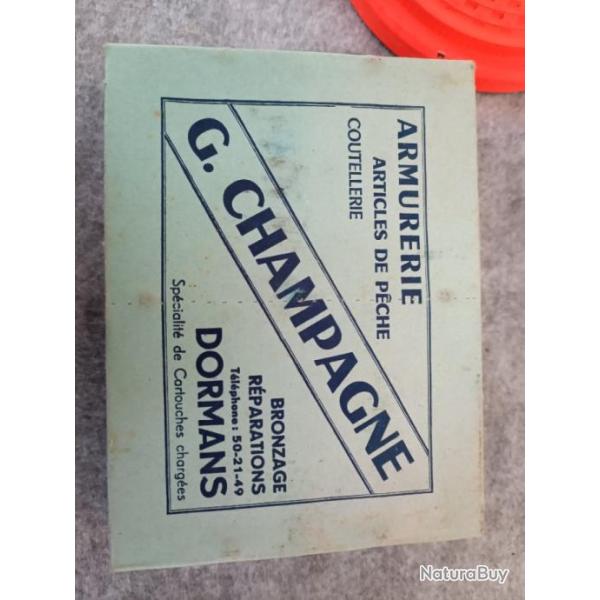 ARMURERIE
ARTICLES DE PÊCHE
COUTELLERIE
G. CHAMPAGNE
BRONZAGE
RÉPARATIONS
Téléphone : 50-21-49
DORMANS
Spécialité de Cartouches chargées
NaturaBuy